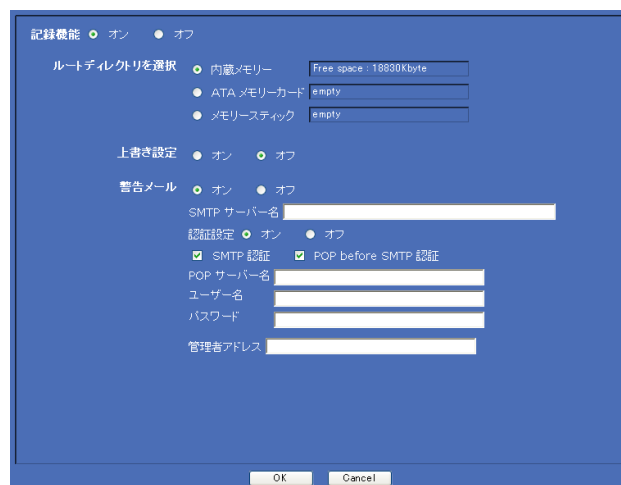 記録機能 オン オフ
ルートディレクトリを選択 内蔵メモリー Free space : 18830Kbyte
ATA メモリーカード empty
メモリースティック empty
上書き設定 オン オフ
警告メール オン オフ
SMTP サーバー名
認証設定 オン オフ
SMTP 認証 POP before SMTP 認証
POP サーバー名
ユーザー名
パスワード
管理者アドレス
OK Cancel